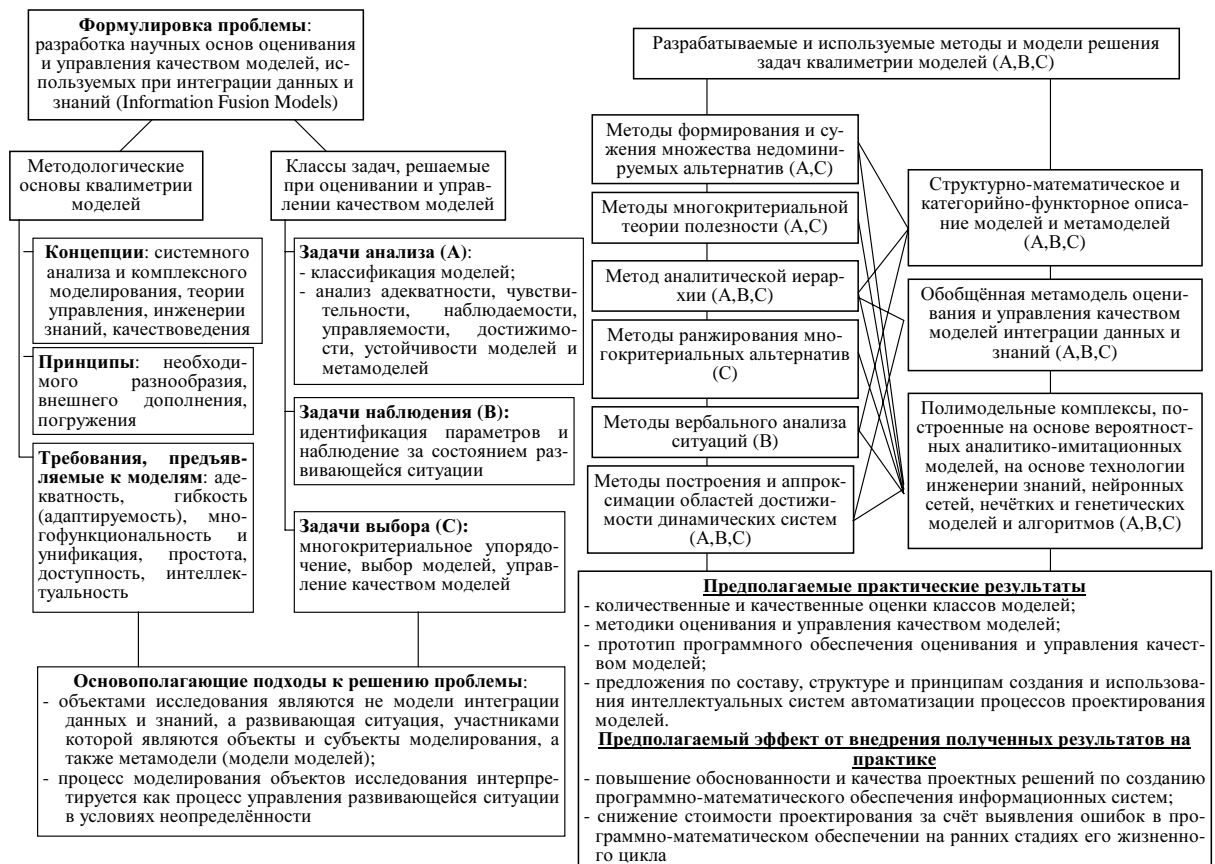 Формулировка проблемы:
разработка научных основ оценивания
и управления качеством моделей, ис-
пользуемых при интеграции данных и
знаний (Information Fusion Models)
Методологические
основы квалиметрии
моделей
Классы задач, решаемые
при оценивании и управ-
лении качеством моделей
Концепции: системного
анализа и комплексного
моделирования, теории
управления, инженерии
знаний, качествоведения
Принципы: необходи-
мого разнообразия,
внешнего дополнения,
погружения
Требования, предъяв-
ляемые к моделям: аде-
кватность, гибкость
(адаптируемость), мно-
гофункциональность и
унификация, простота,
доступность, интеллек-
туальность
Задачи анализа (А):
- классификация моделей;
- анализ адекватности, чувстви-
тельности, наблюдаемости,
управляемости, достижимо-
сти, устойчивости моделей и
метамоделей
Задачи наблюдения (В):
идентификация параметров и
наблюдение за состоянием раз-
вивающейся ситуации
Задачи выбора (С):
многокритериальное упорядо-
чение, выбор моделей, управ-
ление качеством моделей
Основополагающие подходы к решению проблемы:
- объектами исследования являются не модели интеграции
данных и знаний, а развивающая ситуация, участниками
которой являются объекты и субъекты моделирования, а
также метамодели (модели моделей);
- процесс моделирования объектов исследования интерпре-
тируется как процесс управления развивающейся ситуации
в условиях неопределённости
Разрабатываемые и используемые методы и модели решения
задач квалиметрии моделей (А,В,С)
Методы формирования и су-
жения множества недомини-
руемых альтернатив (А,С)
Методы многокритериальной
теории полезности (А,С)
Метод аналитической иерар-
хии (А,В,С)
Методы ранжирования мно-
гокритериальных альтернатив
(С)
Методы вербального анализа
ситуаций (В)
Методы построения и аппро-
ксимации областей достижи-
мости динамических систем
(А,В,С)
Структурно-математическое и
категорийно-функторное описа-
ние моделей и метамоделей
(А,В,С)
Обобщённая метамодель оцени-
вания и управления качеством
моделей интеграции данных и
знаний (А,В,С)
Полимодельные комплексы, по-
строенные на основе вероятност-
ных аналитико-имитационных
моделей, на основе технологии
инженерии знаний, нейронных
сетей, нечётких и генетических
моделей и алгоритмов (А,В,С)
Предполагаемые практические результаты
- количественные и качественные оценки классов моделей;
- методики оценивания и управления качеством моделей;
- прототип программного обеспечения оценивания и управления качест-
вом моделей;
- предложения по составу, структуре и принципам создания и использова-
ния интеллектуальных систем автоматизации процессов проектирования
моделей.
Предполагаемый эффект от внедрения полученных результатов на
практике
- повышение обоснованности и качества проектных решений по созданию
программно-математического обеспечения информационных систем;
- снижение стоимости проектирования за счёт выявления ошибок в про-
граммно-математическом обеспечении на ранних стадиях его жизненно-
го цикла